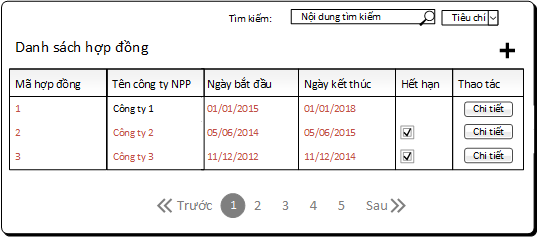 Tìm kiếm: Nội dung tìm kiếm Tiêu chí
Danh sách hợp đồng
Mã hợp đồng Tên công ty NPP Ngày bắt đầu Ngày kết thúc Hết hạn Thao tác
1 Công ty 1 01/01/2015 01/01/2018 Chi tiết
2 Công ty 2 05/06/2014 05/06/2015 Chi tiết
3 Công ty 3 11/12/2012 11/12/2014 Chi tiết
Trước 1 2 3 4 5 Sau